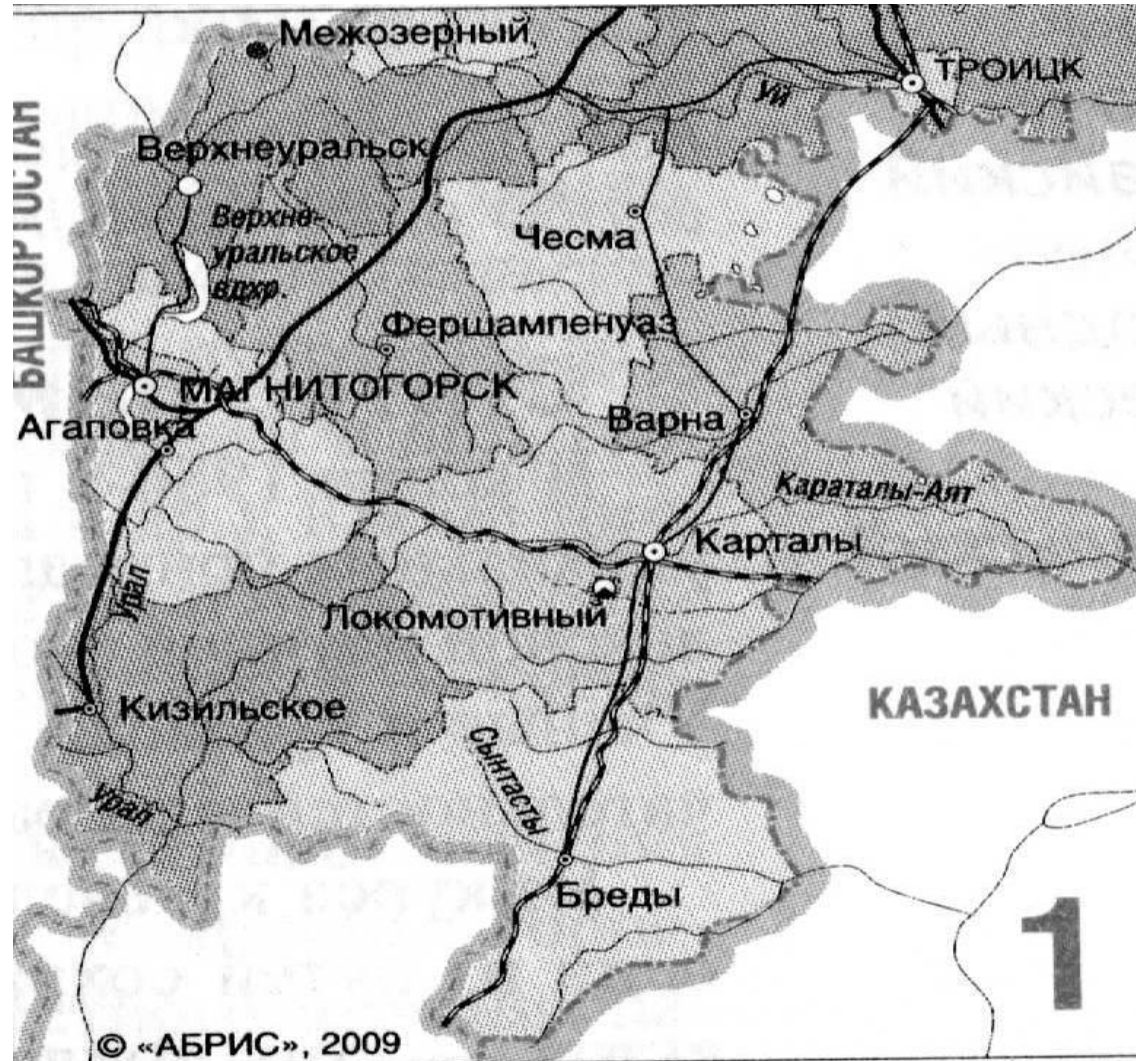 Межозерный
ТРОИЦК
Уй
БАШКОРТОСТАН
Верхнеуральск
Верхне-
уральское
вдхр.
Чесма
Фершампенуаз
МАГНИТОГОРСК
Агаповка
Варна
Караталы-Аят
Карталы
Урал
Локомотивный
КАЗАХСТАН
Кизильское
Сынтасты
Урал
Бреды
1
© «АБРИС», 2009